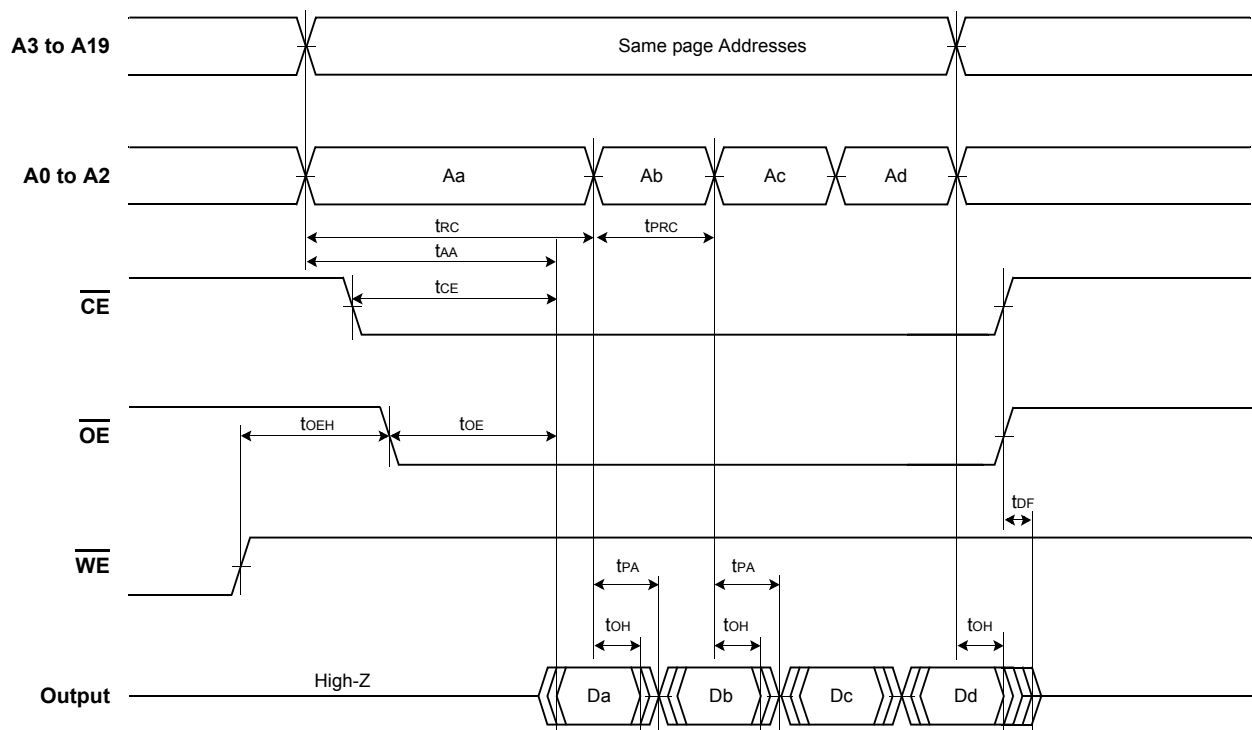 A3 to A19
Same page Addresses
A0 to A2
Aa
Ab
Ac
Ad
tRC
tPRC
tAA
CE
tCE
OE
tOEH
tOE
tDF
WE
tPA
tPA
tOH
tOH
tOH
Output
High-Z
Da
Db
Dc
Dd